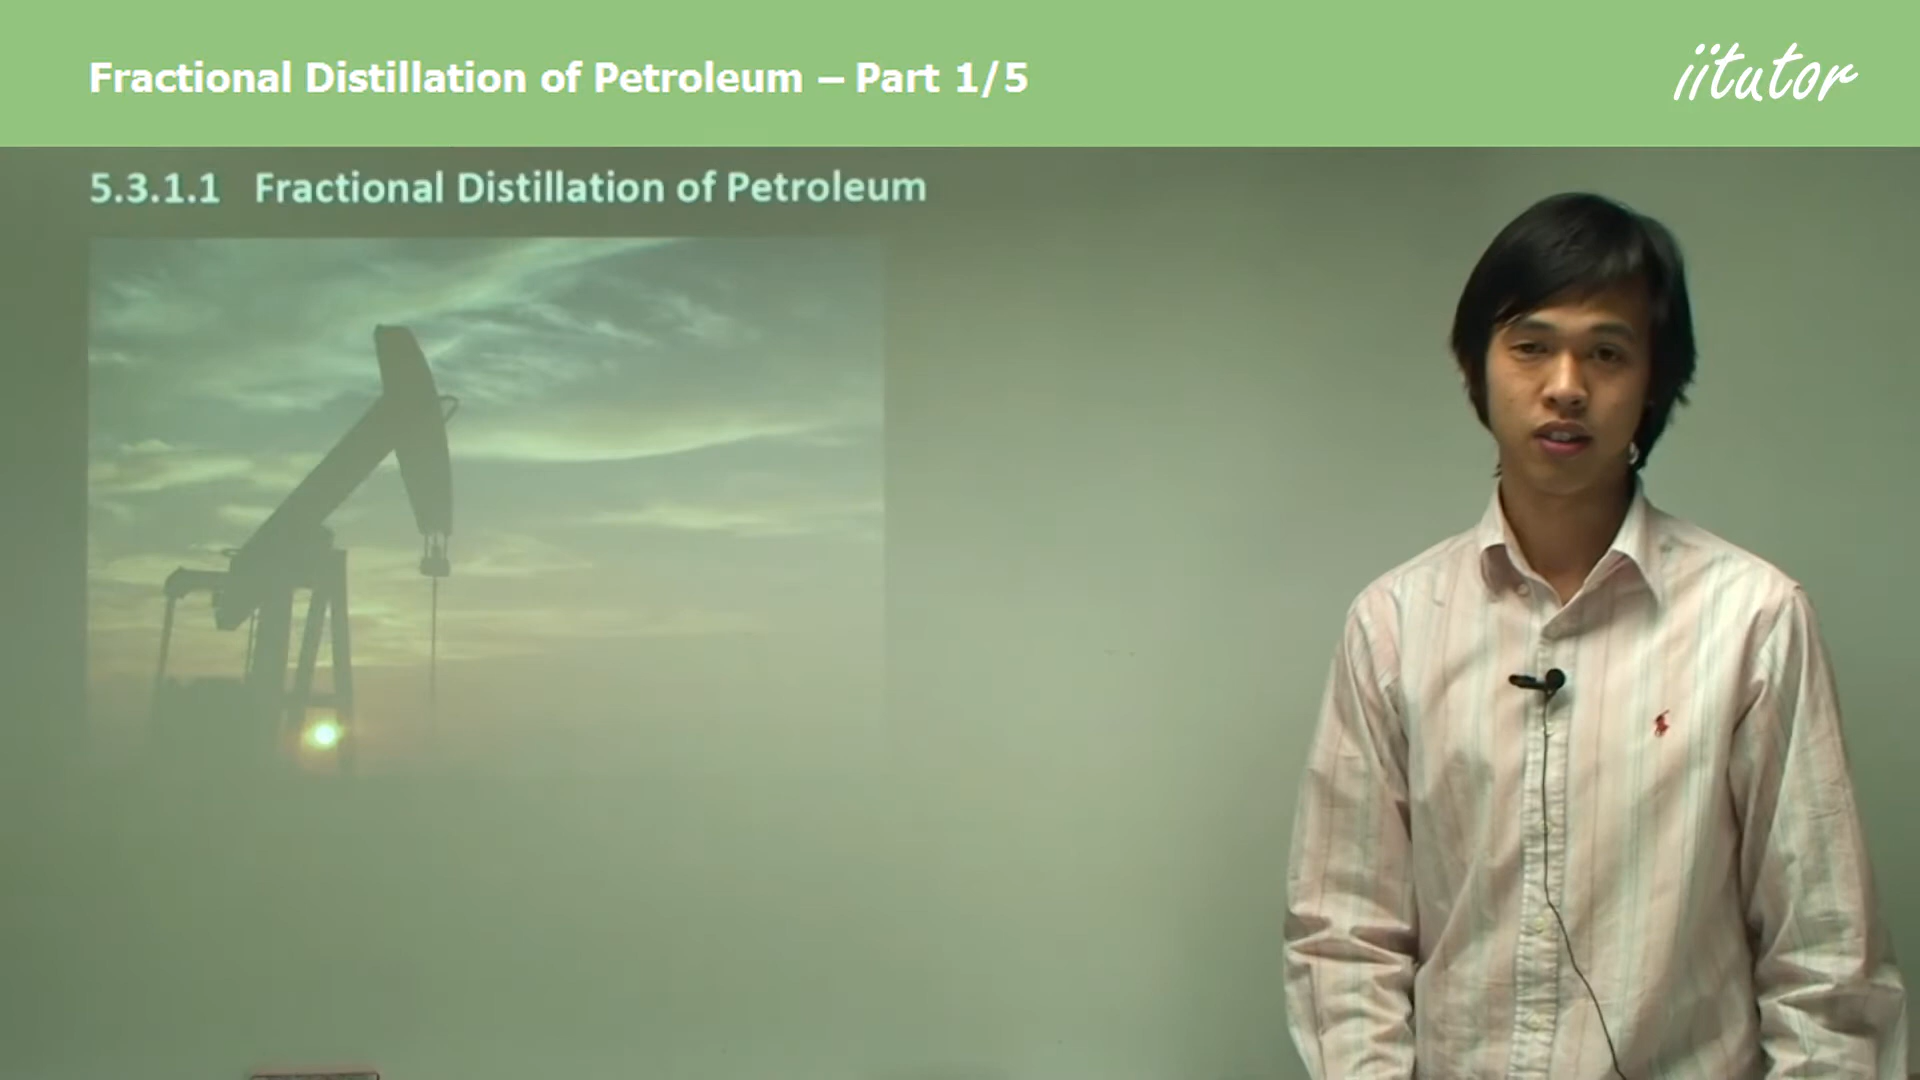 Fractional Distillation of Petroleum – Part 1/5
iitutor
5.3.1.1 Fractional Distillation of Petroleum